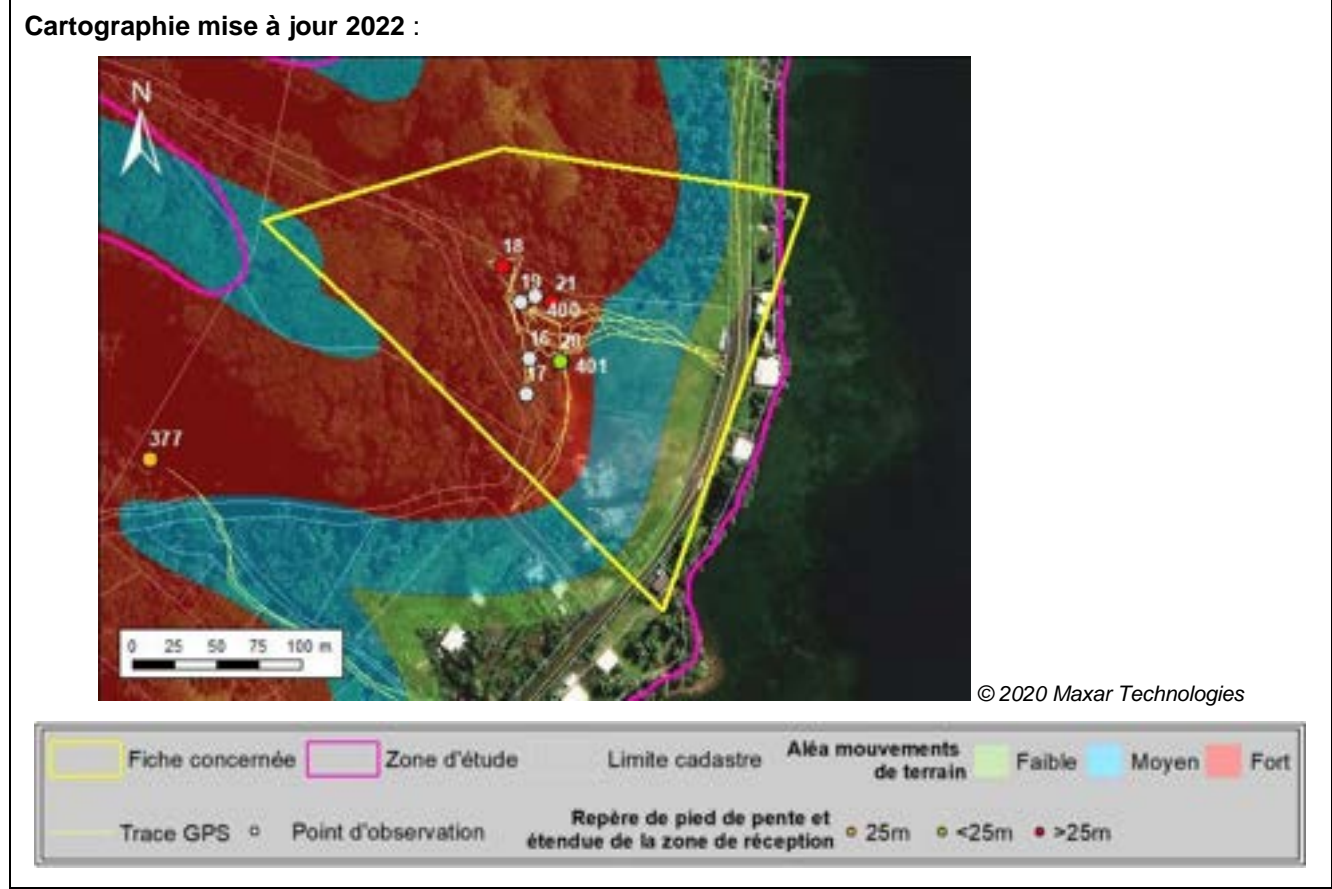 Cartographie mise à jour 2022 :
N
18
19
21
400
16
20
401
17
377
0 25 50 75 100 m
© 2020 Maxar Technologies
Fiche concernée Zone d'étude Limite cadastre Aléa mouvements de terrain Faible Moyen Fort
Trace GPS Point d'observation Repère de pied de pente et étendue de la zone de réception 25m <25m >25m